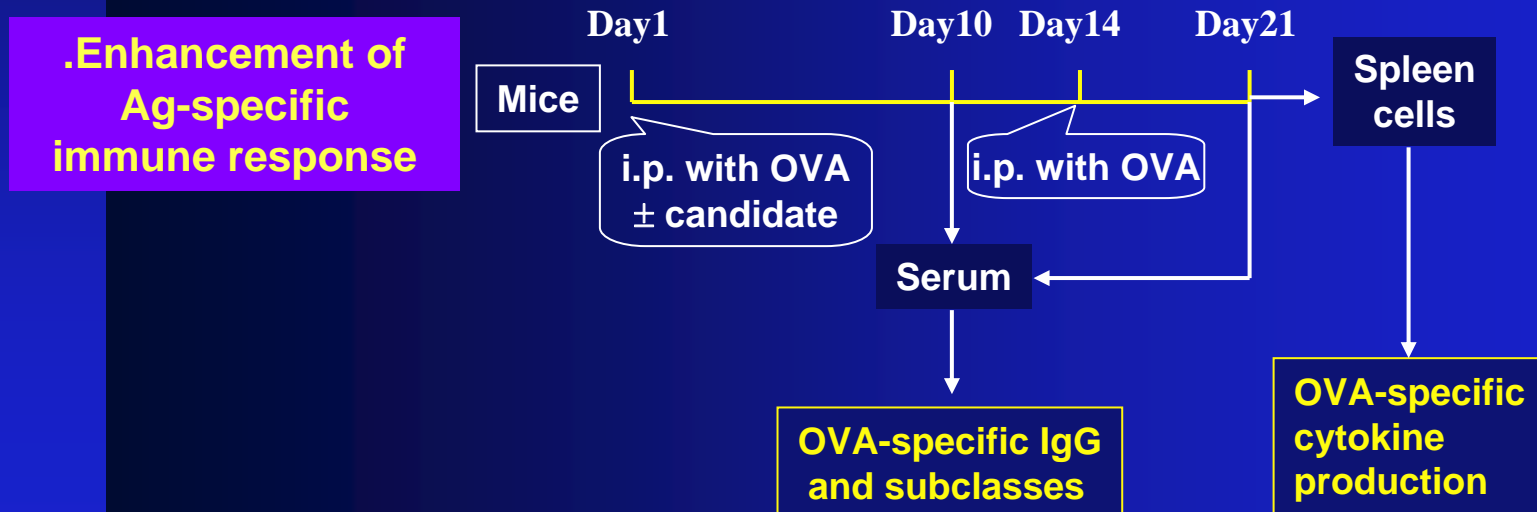 .Enhancement of
Ag-specific
immune response
Day1
Day10
Day14
Day21
Mice
i.p. with OVA
± candidate
i.p. with OVA
Spleen
cells
Serum
OVA-specific IgG
and subclasses
OVA-specific
cytokine
production